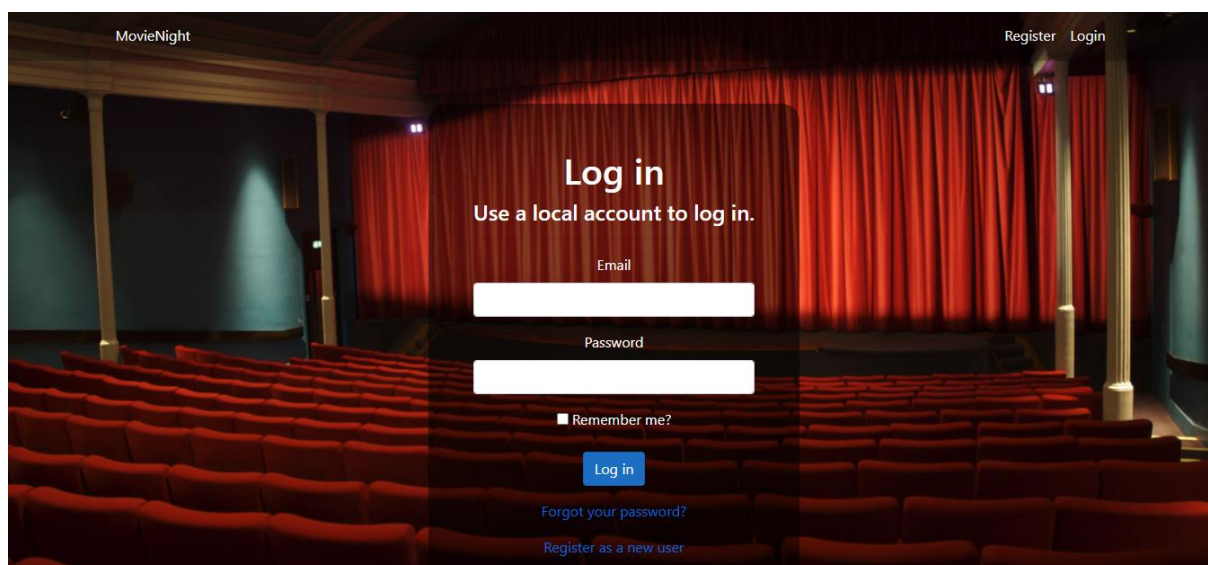 MovieNight
Register Login
Log in
Use a local account to log in.
Email
Password
Remember me?
Log in
Forgot your password?
Register as a new user